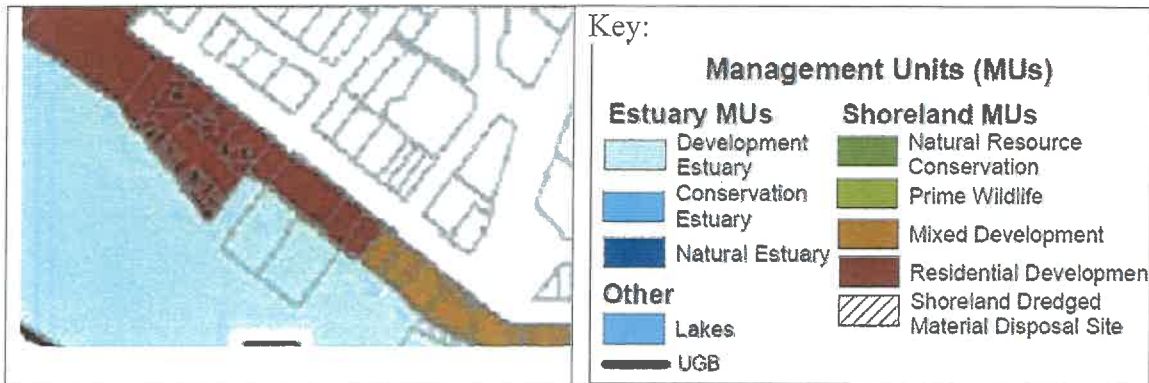 Key:
Management Units (MUs)
Estuary MUs
Development
Estuary
Conservation
Estuary
Natural Estuary
Other
Lakes
UGB
Shoreland MUs
Natural Resource
Conservation
Prime Wildlife
Mixed Development
Residential Developmen
Shoreland Dredged
Material Disposal Site